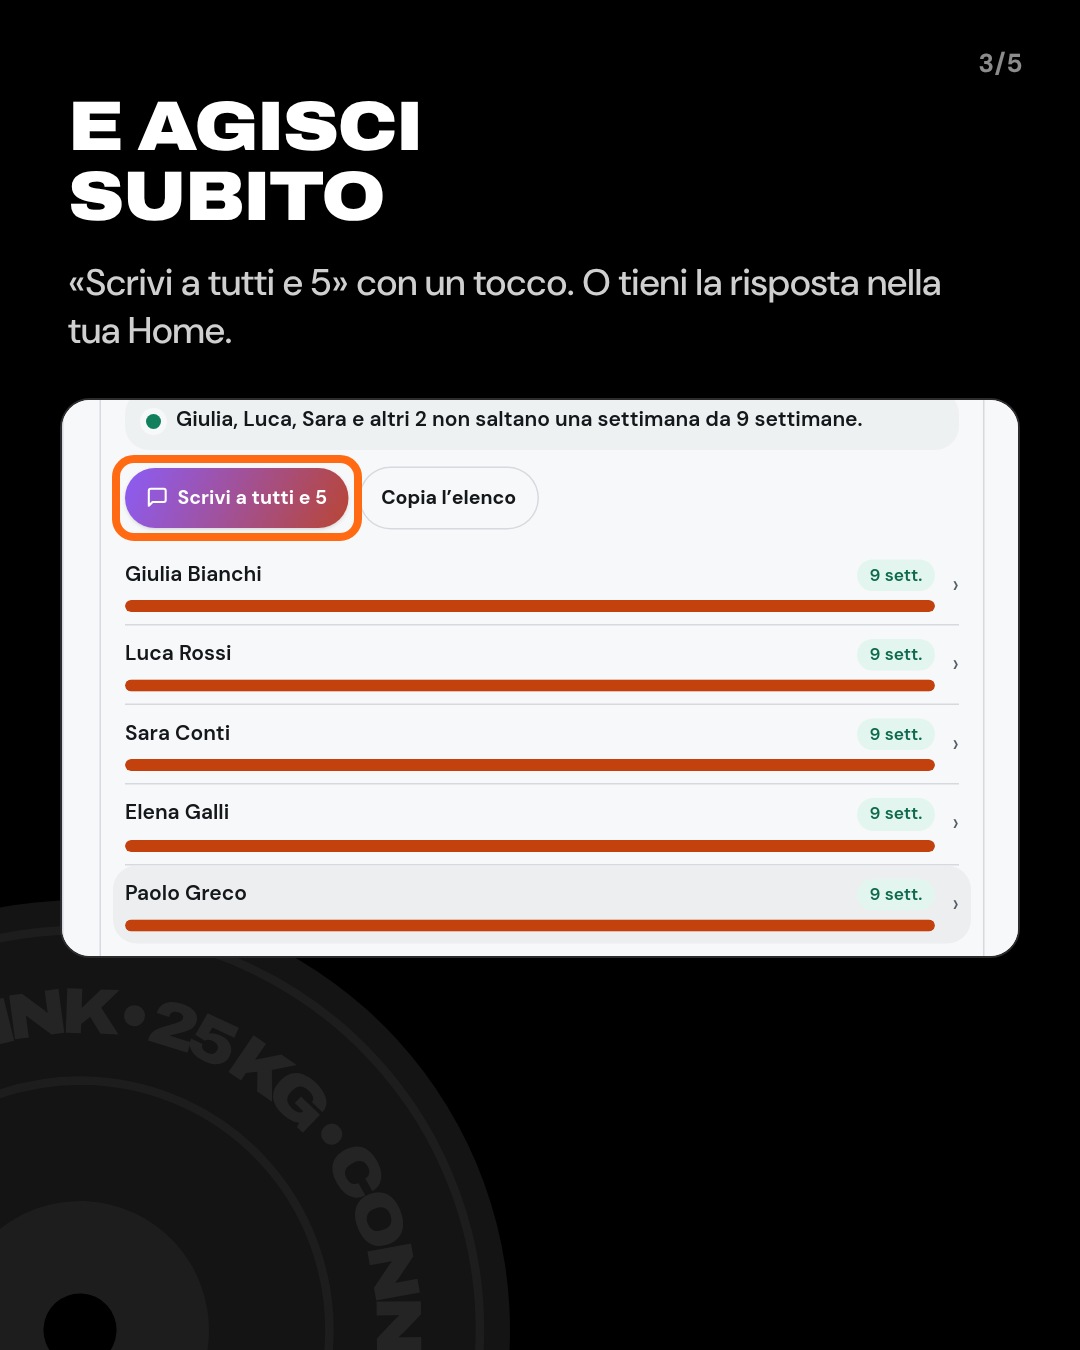 3/5
E AGISCI
SUBITO
«Scrivi a tutti e 5» con un tocco. O tieni la risposta nella
tua Home.
Giulia, Luca, Sara e altri 2 non saltano una settimana da 9 settimane.
Scrivi a tutti e 5
Copia l’elenco
Giulia Bianchi
9 sett.
Luca Rossi
9 sett.
Sara Conti
9 sett.
Elena Galli
9 sett.
Paolo Greco
9 sett.
INK•25KG•CONN